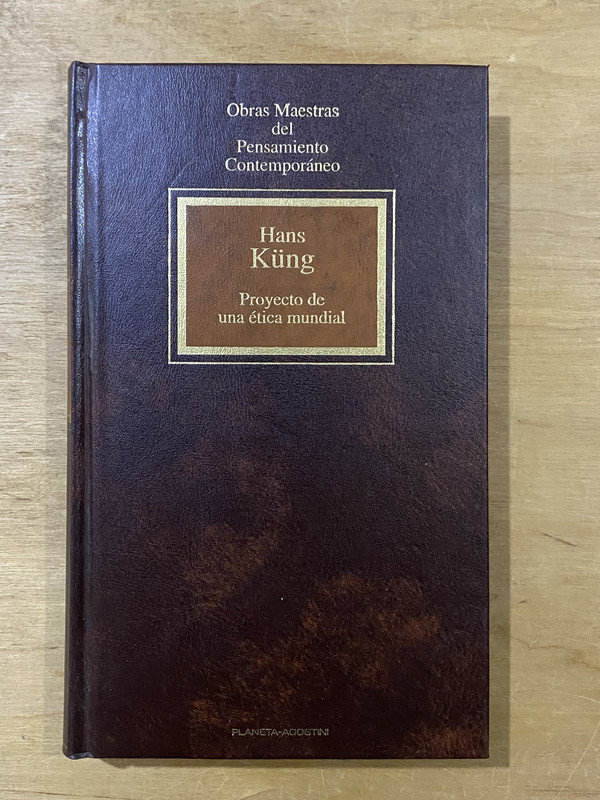 Obras Maestras
del
Pensamiento
Contemporáneo
Hans
Küng
Proyecto de
una ética mundial
PLANETA-AGOSTINI